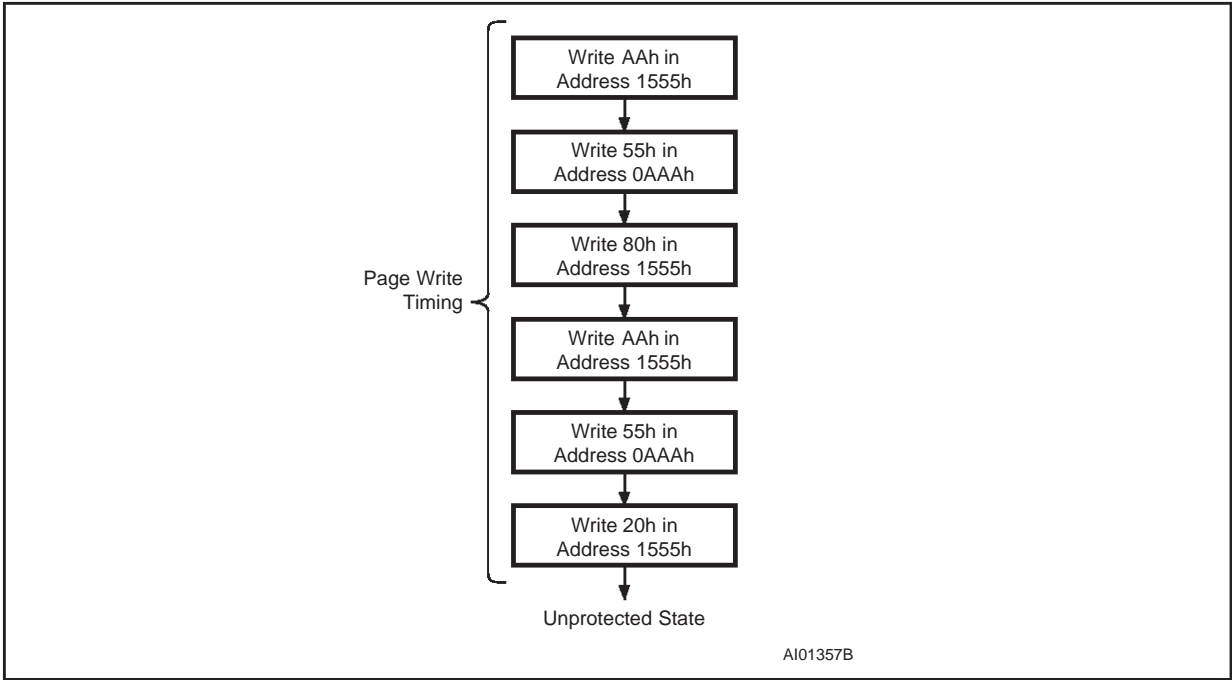 Write AAh in
Address 1555h
Write 55h in
Address 0AAAh
Write 80h in
Address 1555h
Page Write
Timing
Write AAh in
Address 1555h
Write 55h in
Address 0AAAh
Write 20h in
Address 1555h
Unprotected State
AI01357B